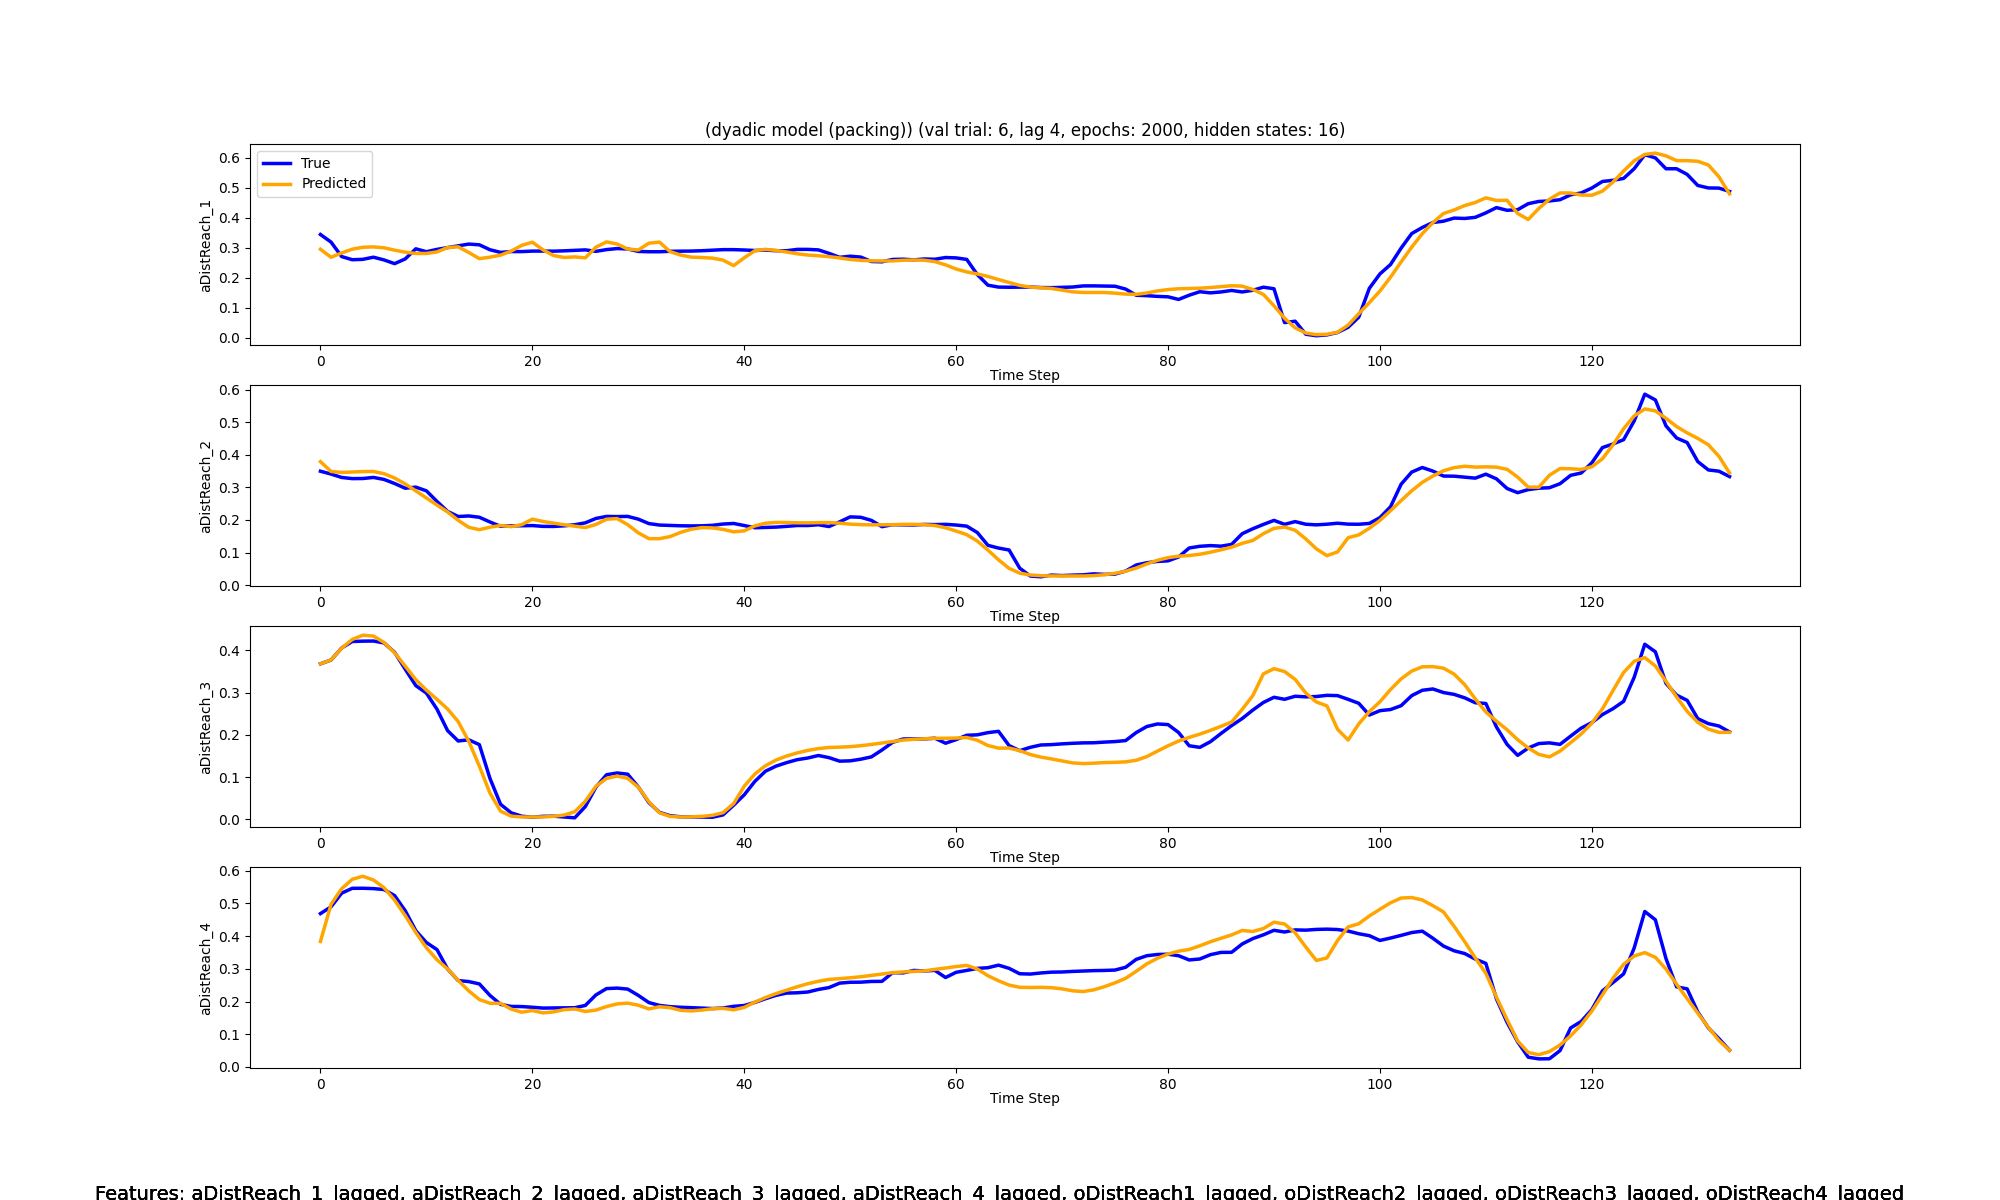 (dyadic model (packing)) (val trial: 6, lag 4, epochs: 2000, hidden states: 16)
True
Predicted
aDistReach_1
0.6
0.5
0.4
0.3
0.2
0.1
0.0
0 20 40 60 80 100 120
Time Step
aDistReach_2
0.6
0.5
0.4
0.3
0.2
0.1
0.0
0 20 40 60 80 100 120
Time Step
aDistReach_3
0.4
0.3
0.2
0.1
0.0
0 20 40 60 80 100 120
Time Step
aDistReach_4
0.6
0.5
0.4
0.3
0.2
0.1
0.0
0 20 40 60 80 100 120
Time Step
Features: aDistReach_1_lagged, aDistReach_2_lagged, aDistReach_3_lagged, aDistReach_4_lagged, oDistReach1_lagged, oDistReach2_lagged, oDistReach3_lagged, oDistReach4_lagged